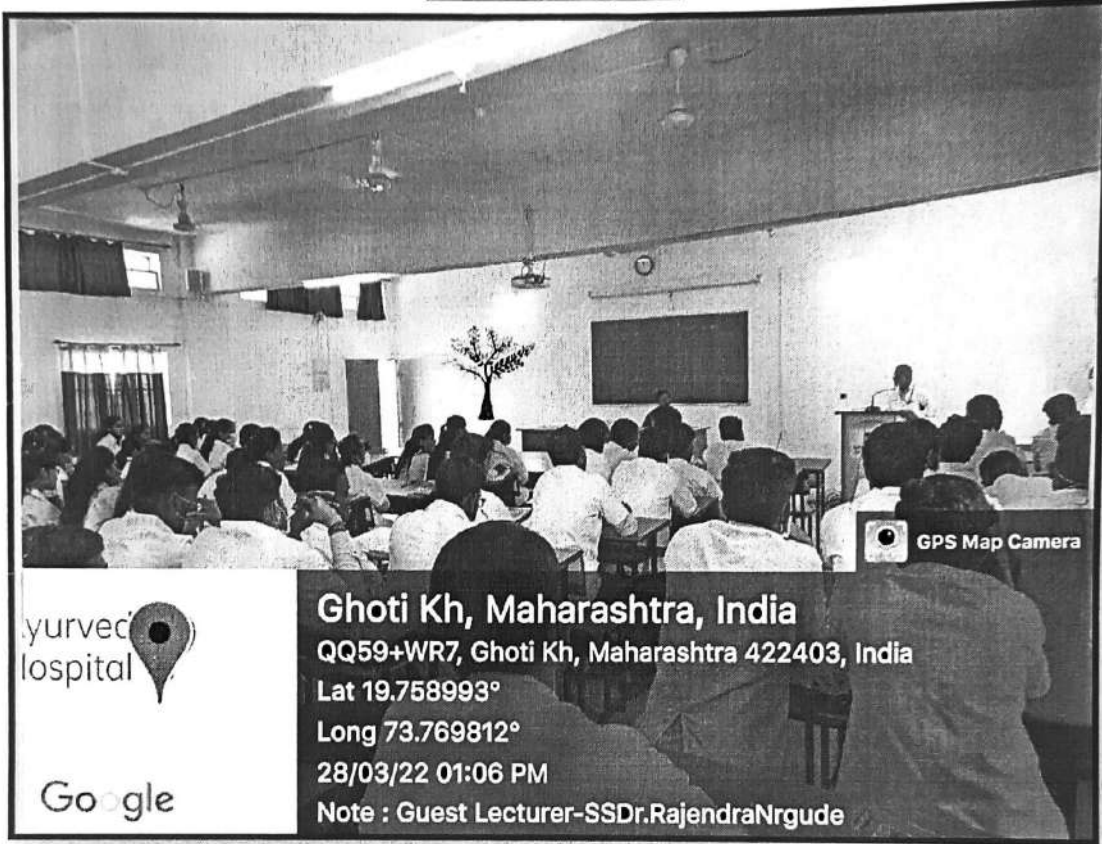 GPS Map Camera
yurved
lospital
Google
Ghoti Kh, Maharashtra, India
QQ59+WR7, Ghoti Kh, Maharashtra 422403, India
Lat 19.758993°
Long 73.769812°
28/03/22 01:06 PM
Note : Guest Lecturer-SSDr.RajendraNrgude